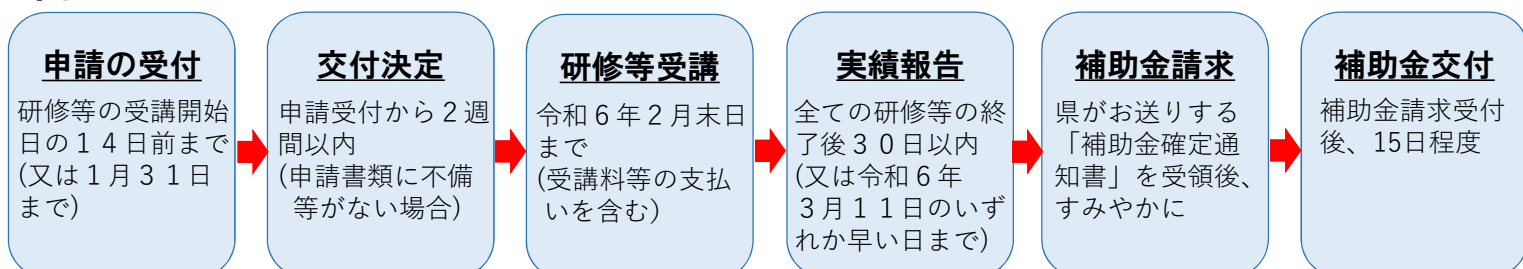 申請の受付
研修等の受講開始
日の１４日前まで
(又は１月３１日
まで)
交付決定
申請受付から２週
間以内
(申請書類に不備
等がない場合)
研修等受講
令和６年２月末日
まで
(受講料等の支払
いを含む)
実績報告
全ての研修等の終
了後３０日以内
(又は令和６年
３月１１日のいず
れか早い日まで)
補助金請求
県がお送りする
「補助金確定通
知書」を受領後、
すみやかに
補助金交付
補助金請求受付
後、15日程度